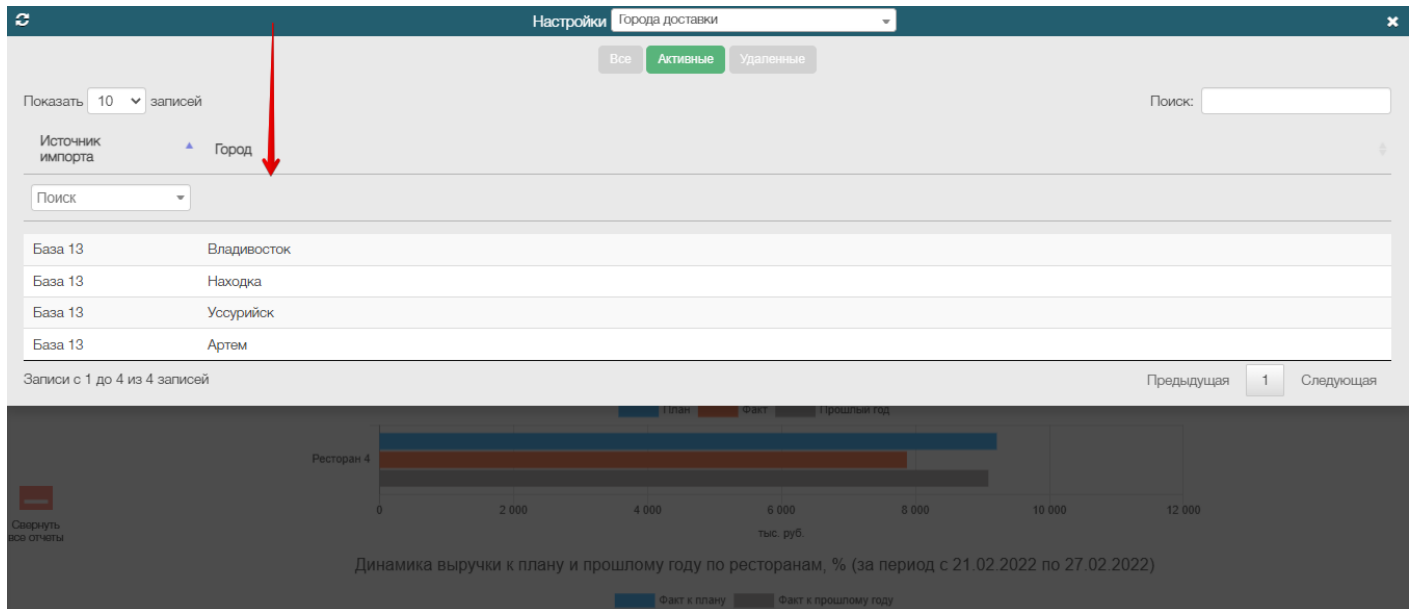 Настройки Города доставки
Все Активные Удаленные
Показать 10 записей Поиск:
Источник импорта Город
Поиск
База 13 Владивосток
База 13 Находка
База 13 Уссурийск
База 13 Артем
Записи с 1 до 4 из 4 записей Предыдущая 1 Следующая
План Факт Прошлый год
Ресторан 4
0 2 000 4 000 6 000 8 000 10 000 12 000
тыс. руб.
Свернуть
все отчеты
Динамика выручки к плану и прошлому году по ресторанам, % (за период с 21.02.2022 по 27.02.2022)
Факт к плану Факт к прошлому году